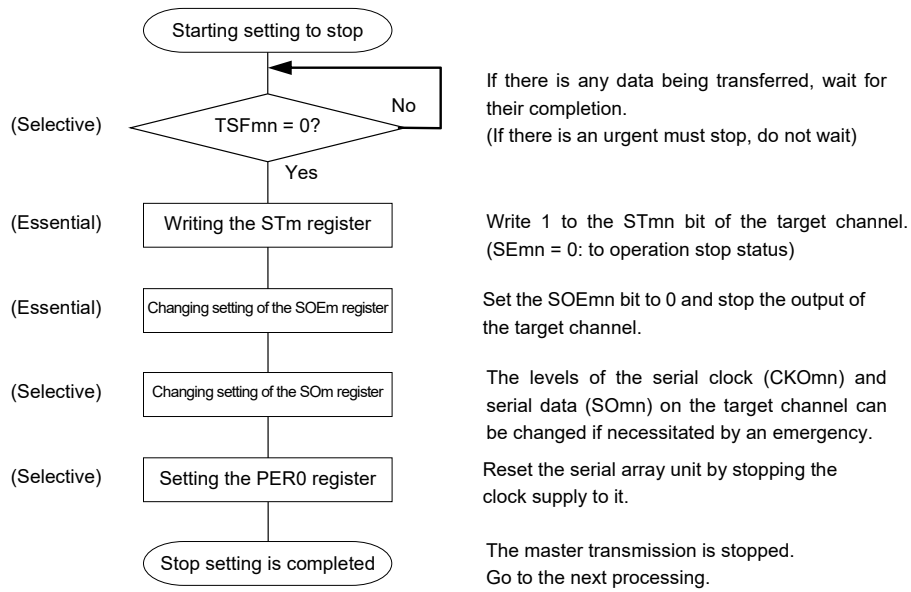 Starting setting to stop
No
If there is any data being transferred, wait for
their completion.
(If there is an urgent must stop, do not wait)
(Selective)
TSFmn = 0?
Yes
(Essential)
Writing the STm register
Write 1 to the STmn bit of the target channel.
(SEmn = 0: to operation stop status)
(Essential)
Changing setting of the SOEm register
Set the SOEmn bit to 0 and stop the output of
the target channel.
(Selective)
Changing setting of the SOm register
The levels of the serial clock (CKOmn) and
serial data (SOmn) on the target channel can
be changed if necessitated by an emergency.
(Selective)
Setting the PER0 register
Reset the serial array unit by stopping the
clock supply to it.
Stop setting is completed
The master transmission is stopped.
Go to the next processing.